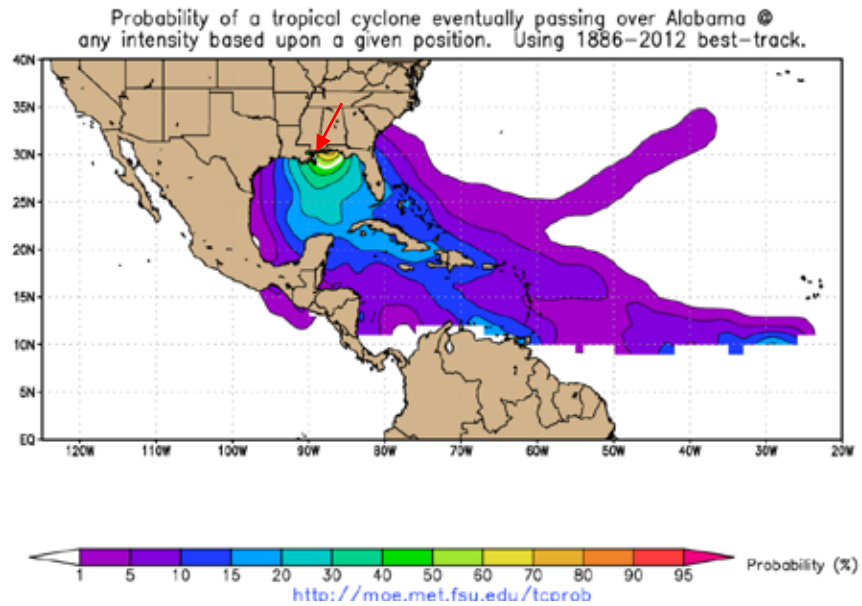 Probability of a tropical cyclone eventually passing over Alabama @
any intensity based upon a given position.  Using 1886-2012 best-track.
40N
35N
30N
25N
20N
15N
10N
5N
EQ
120W 110W 100W 90W 80W 70W 60W 50W 40W 30W 20W
1 5 10 15 20 30 40 50 60 70 80 90 95 Probability (%)
http://moe.met.fsu.edu/tcprob